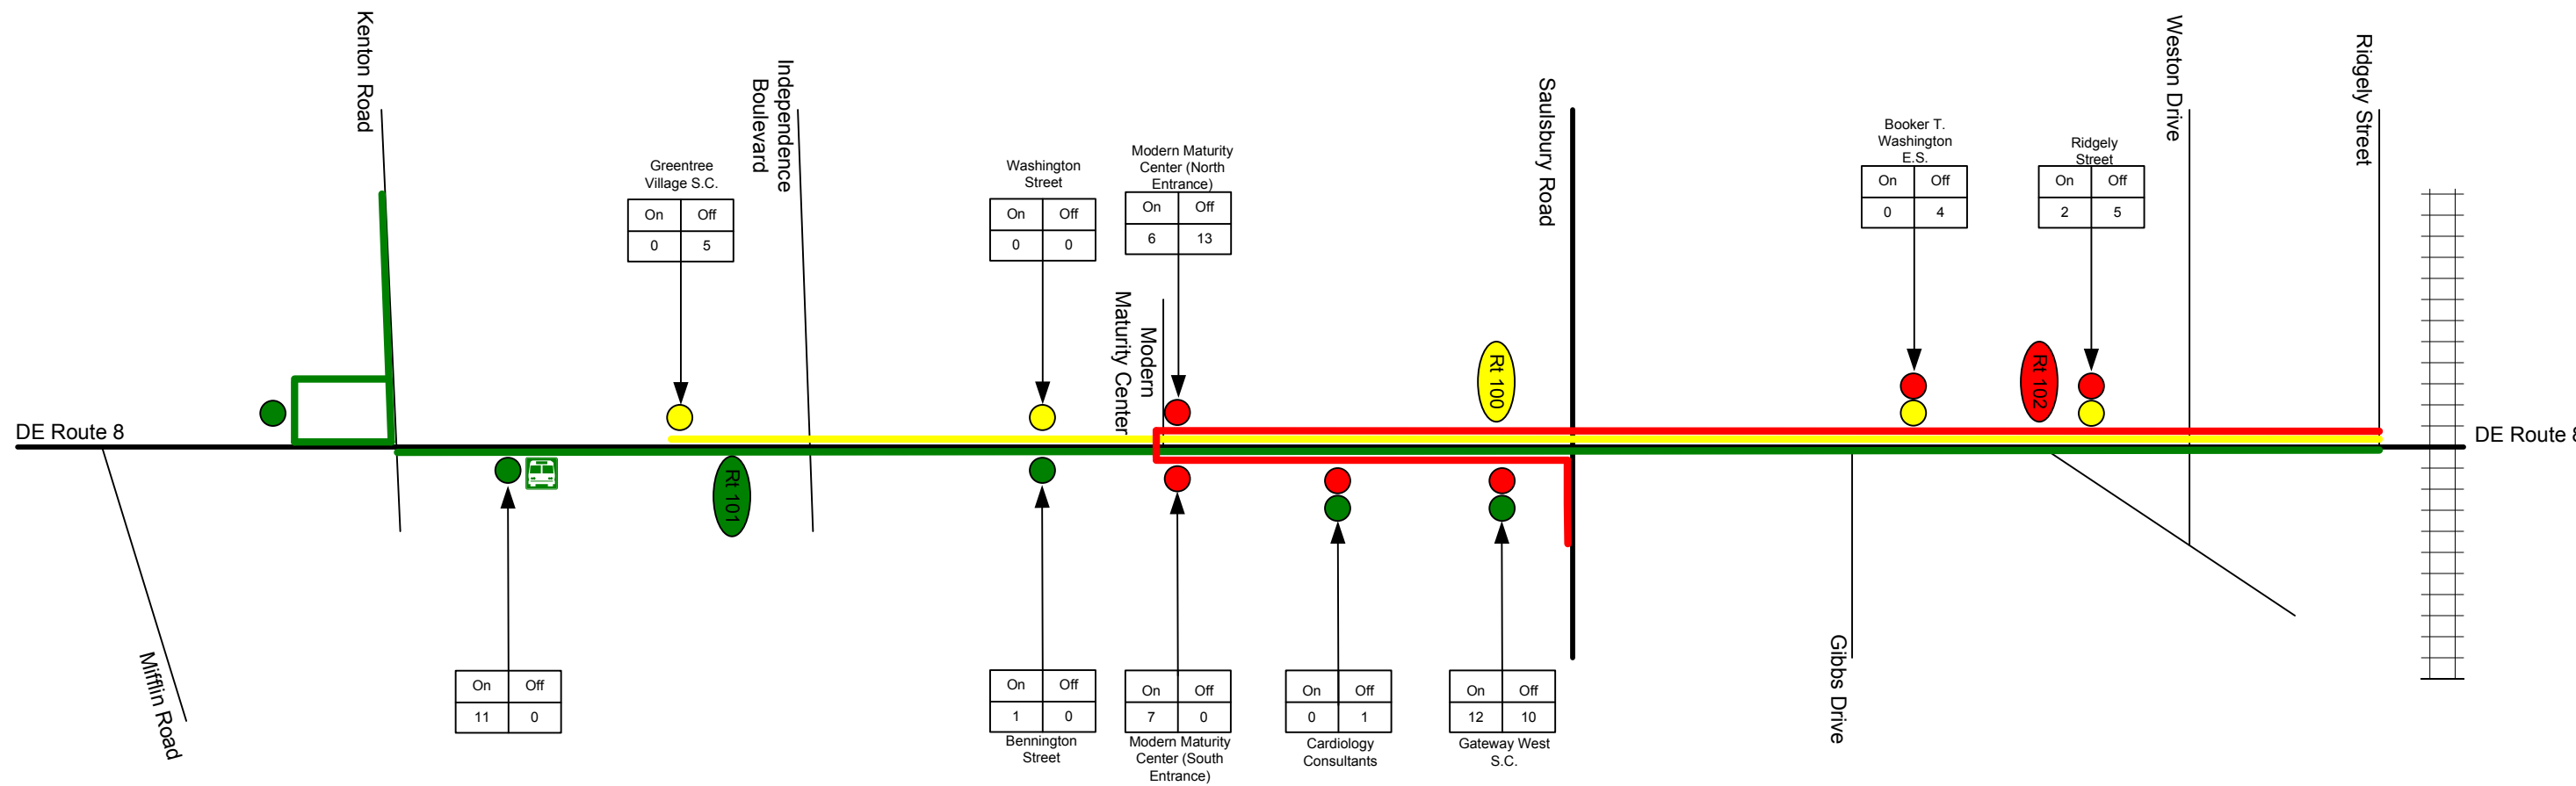 Kenton Road
Independence
Boulevard
Saulsbury Road
Weston Drive
Ridgely Street
Greentree
Village S.C.
On Off
0 5
Washington
Street
On Off
0 0
Modern Maturity
Center (North
Entrance)
On Off
6 13
Booker T.
Washington
E.S.
On Off
0 4
Ridgely
Street
On Off
2 5
Modern
Maturity Center
Rt 100
Rt 102
DE Route 8
DE Route 8
Rt 101
Mifflin Road
Gibbs Drive
On Off
11 0
On Off
1 0
Bennington
Street
On Off
7 0
Modern Maturity
Center (South
Entrance)
On Off
0 1
Cardiology
Consultants
On Off
12 10
Gateway West
S.C.